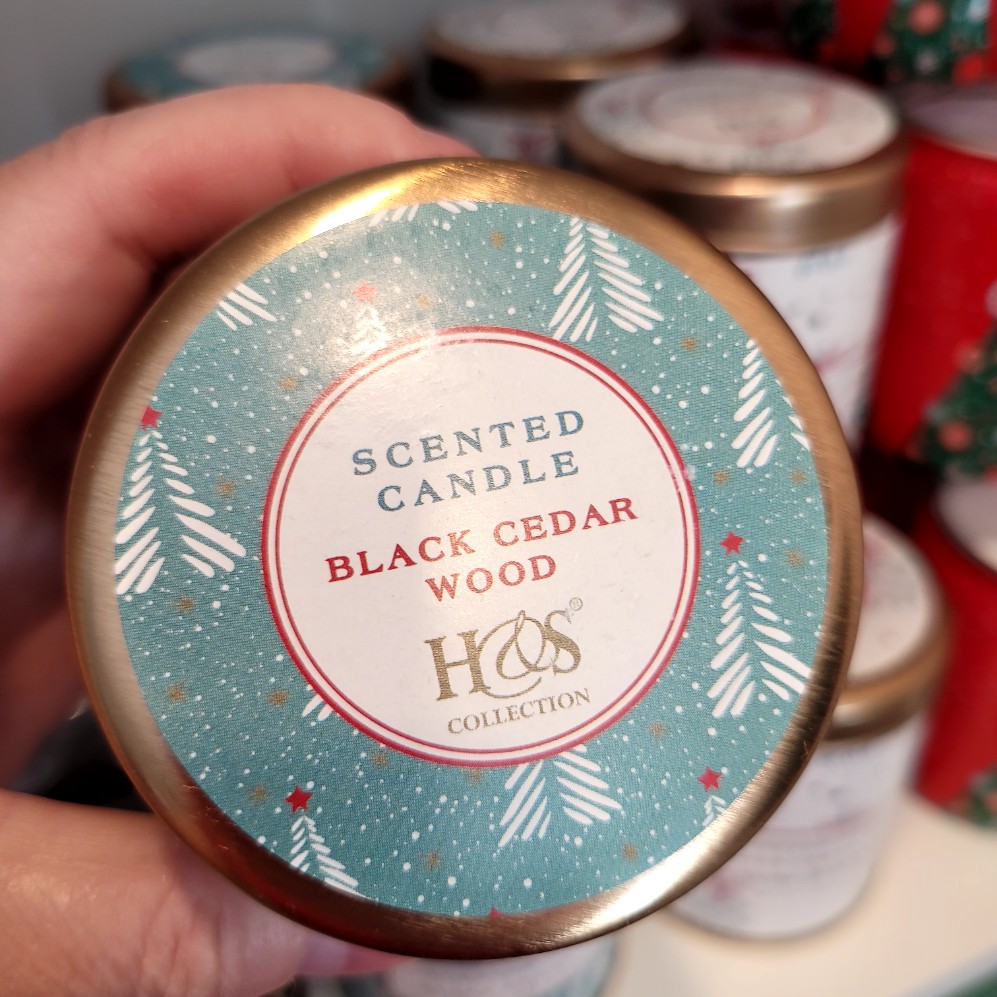 SCENTED
CANDLE
BLACK CEDAR
WOOD
H&S®
COLLECTION